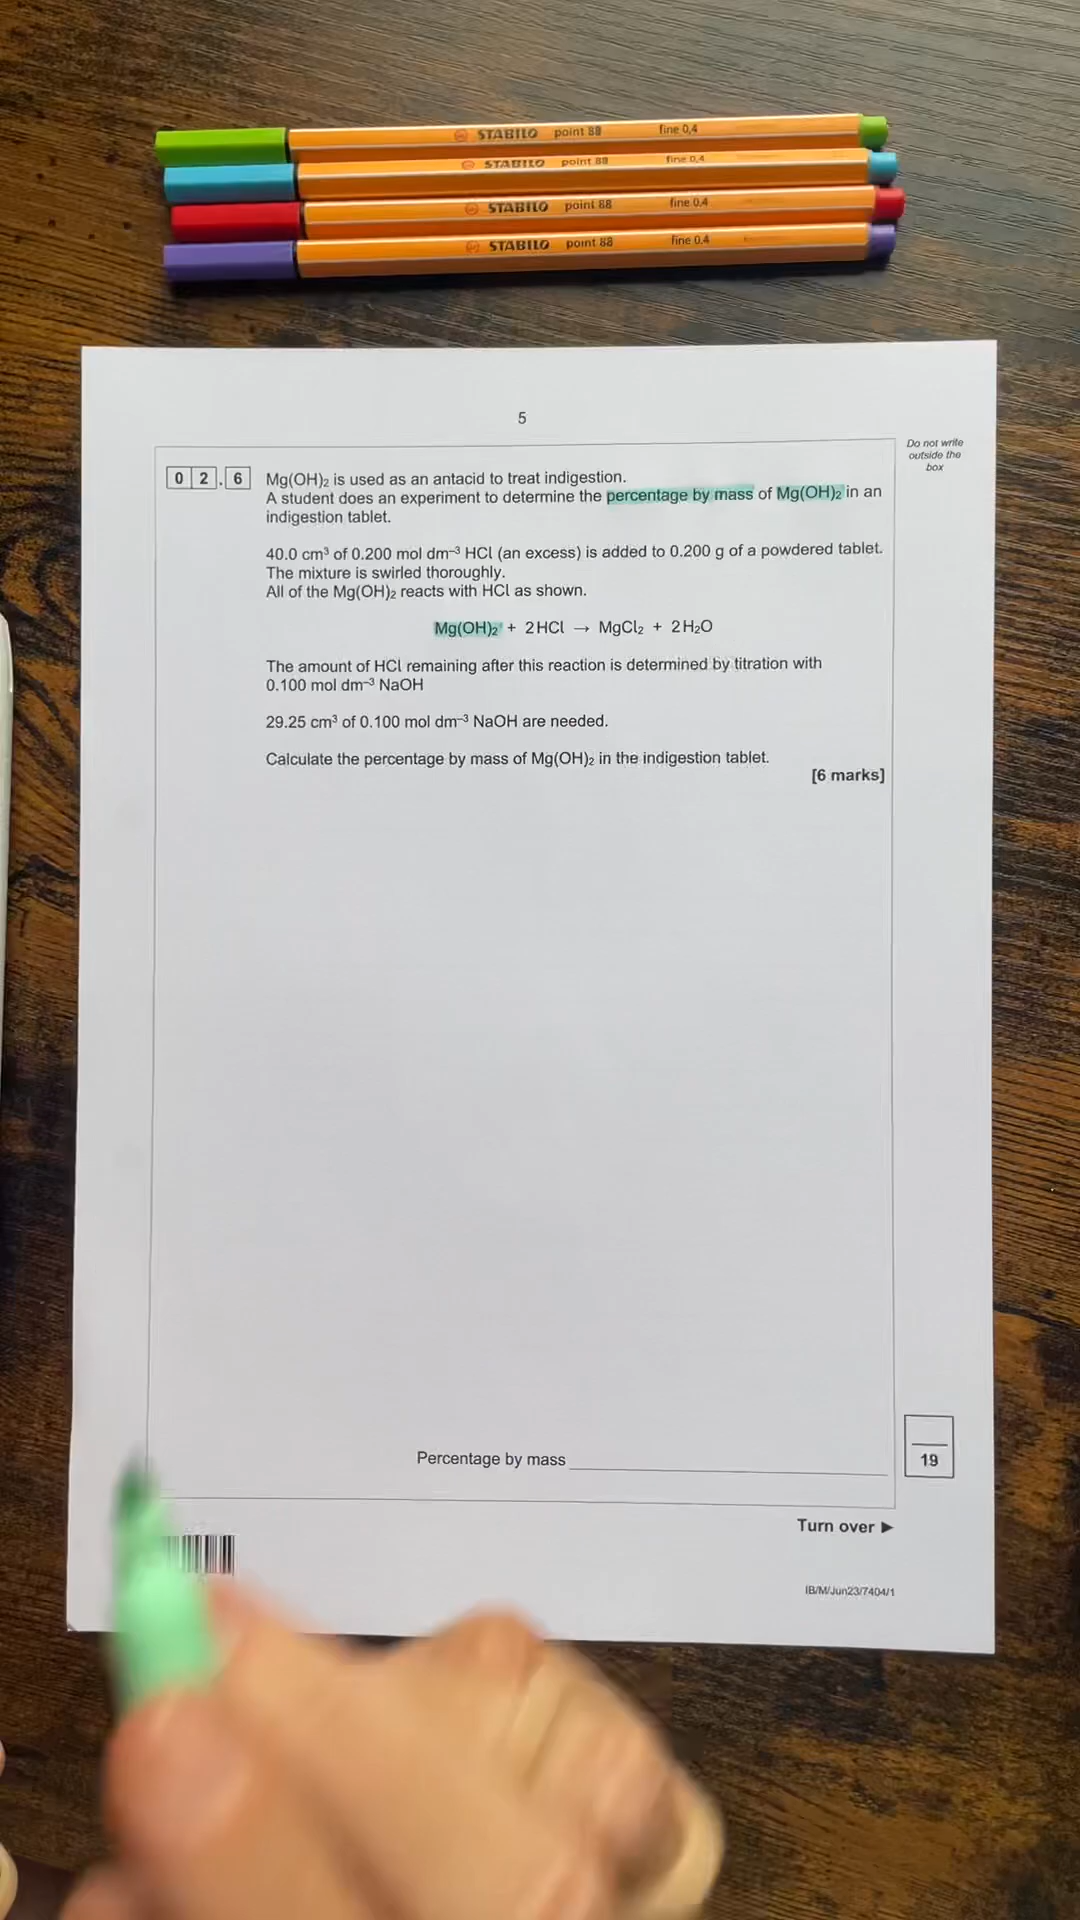 STABILO point 88 fine 0,4
STABILO point 88 fine 0,4
STABILO point 88 fine 0,4
STABILO point 88 fine 0,4
5
Do not write
outside the
box
0 2 . 6 Mg(OH)₂ is used as an antacid to treat indigestion.
A student does an experiment to determine the percentage by mass of Mg(OH)₂ in an
indigestion tablet.
40.0 cm³ of 0.200 mol dm⁻³ HCl (an excess) is added to 0.200 g of a powdered tablet.
The mixture is swirled thoroughly.
All of the Mg(OH)₂ reacts with HCl as shown.
Mg(OH)₂ + 2HCl → MgCl₂ + 2H₂O
The amount of HCl remaining after this reaction is determined by titration with
0.100 mol dm⁻³ NaOH
29.25 cm³ of 0.100 mol dm⁻³ NaOH are needed.
Calculate the percentage by mass of Mg(OH)₂ in the indigestion tablet.
[6 marks]
Percentage by mass
19
Turn over ►
IB/M/Jun23/7404/1